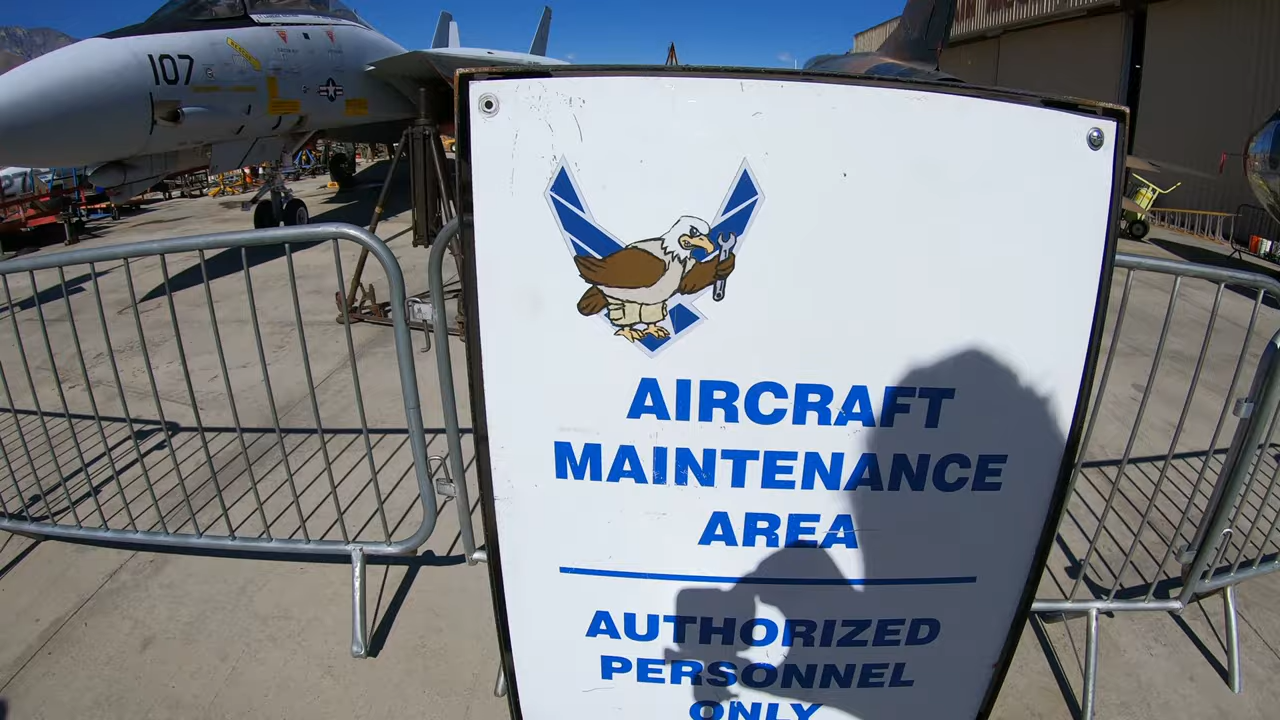 107
AIRCRAFT
MAINTENANCE
AREA
AUTHORIZED
PERSONNEL
ONLY